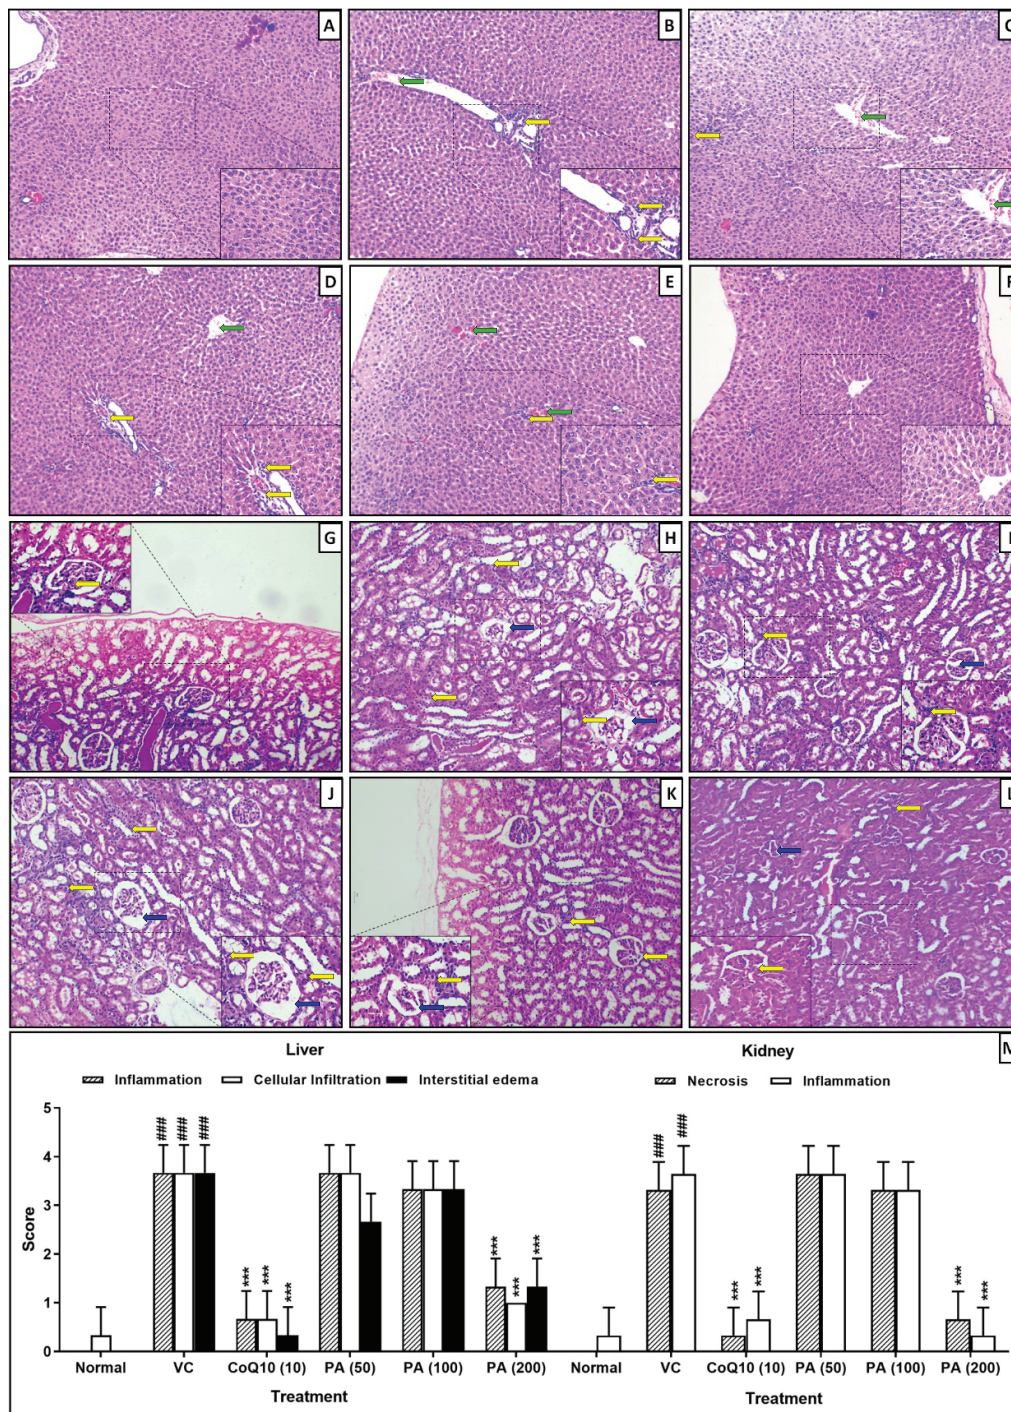 A
B
C
D
E
F
G
H
I
J
K
L
M
Liver
Kidney
Inflammation
Cellular Infiltration
Interstitial edema
Necrosis
Inflammation
5
4
3
2
1
0
Score
###
###
###
***
***
***
***
***
***
###
###
***
***
***
***
Normal
VC
CoQ10 (10)
PA (50)
PA (100)
PA (200)
Normal
VC
CoQ10 (10)
PA (50)
PA (100)
PA (200)
Treatment
Treatment